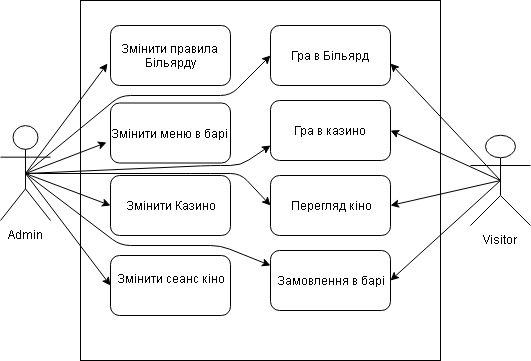 Змінити правила
Більярду
Гра в Більярд
Змінити меню в барі
Гра в казино
Змінити Казино
Перегляд кіно
Admin
Visitor
Змінити сеанс кіно
Замовлення в барі